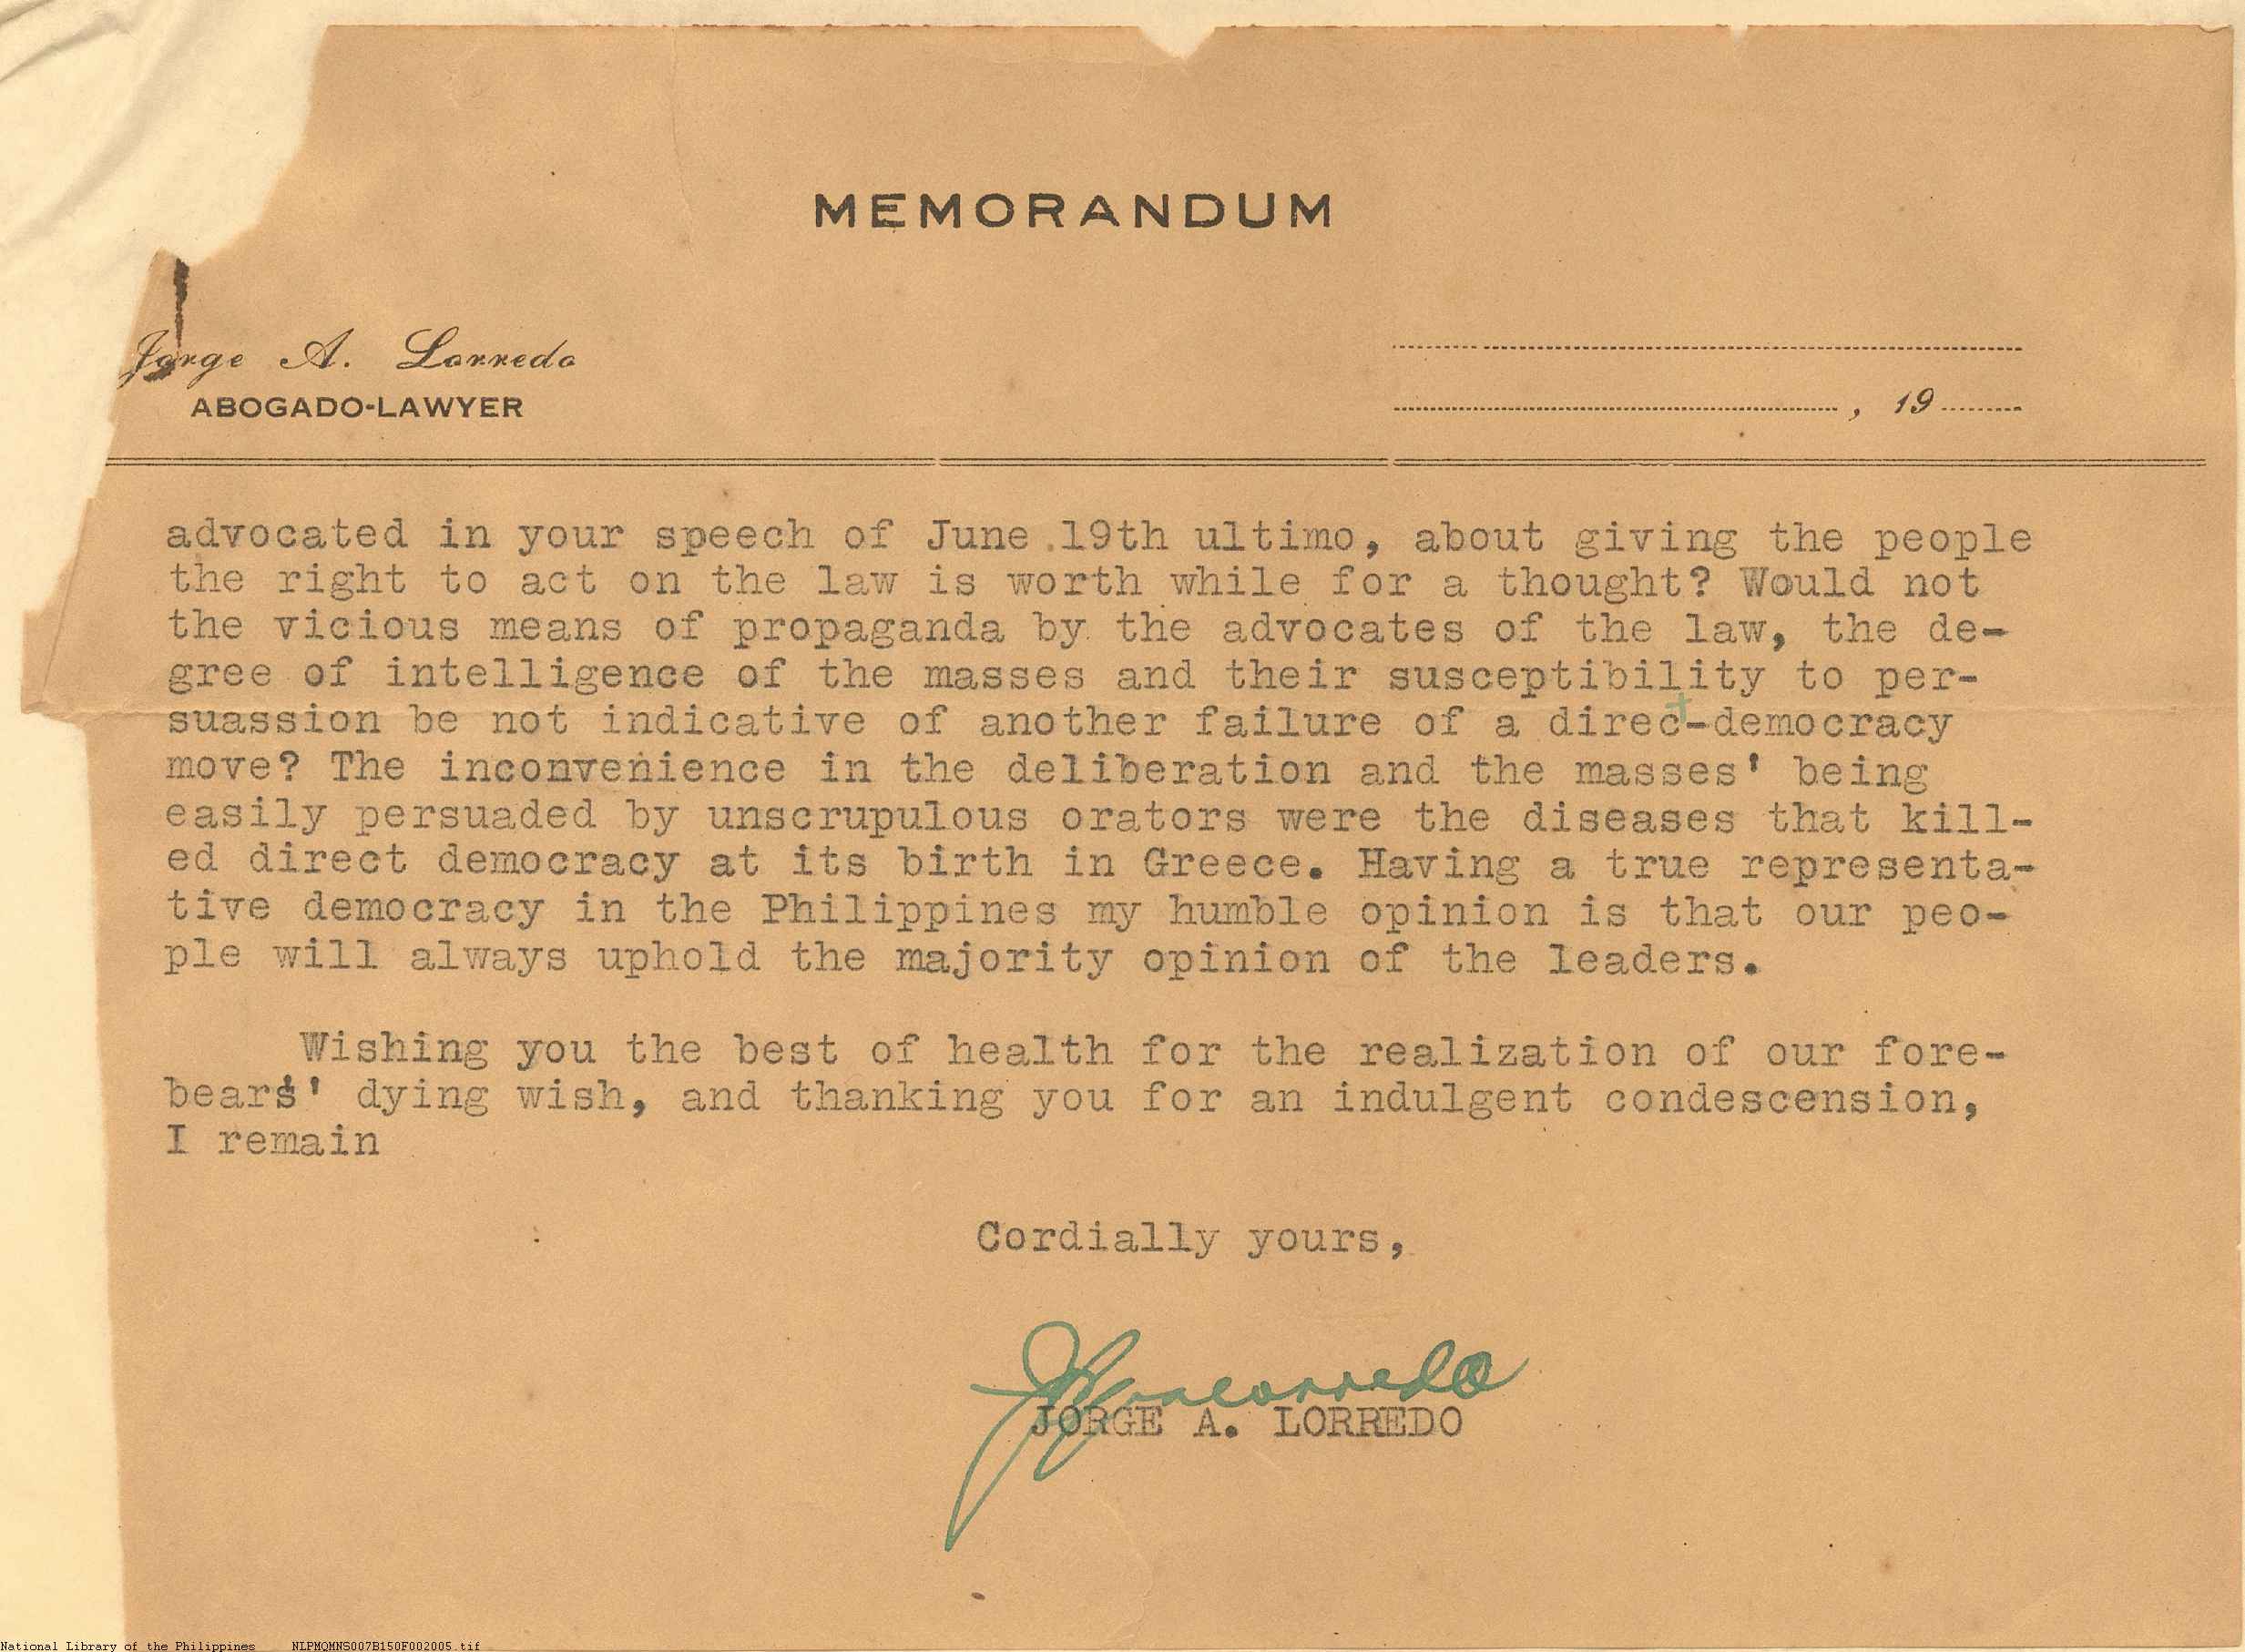 MEMORANDUM
Jorge A. Lorredo
ABOGADO-LAWYER
, 19
advocated in your speech of June 19th ultimo, about giving the people
the right to act on the law is worth while for a thought? Would not
the vicious means of propaganda by the advocates of the law, the de-
gree of intelligence of the masses and their susceptibility to per-
suassion be not indicative of another failure of a direct-democracy
move? The inconvenience in the deliberation and the masses' being
easily persuaded by unscrupulous orators were the diseases that kill-
ed direct democracy at its birth in Greece. Having a true representa-
tive democracy in the Philippines my humble opinion is that our peo-
ple will always uphold the majority opinion of the leaders.
Wishing you the best of health for the realization of our fore-
bears' dying wish, and thanking you for an indulgent condescension,
I remain
Cordially yours,
JORGE A. LORREDO
National Library of the Philippines NLPMQMNS007B150F002005.tif